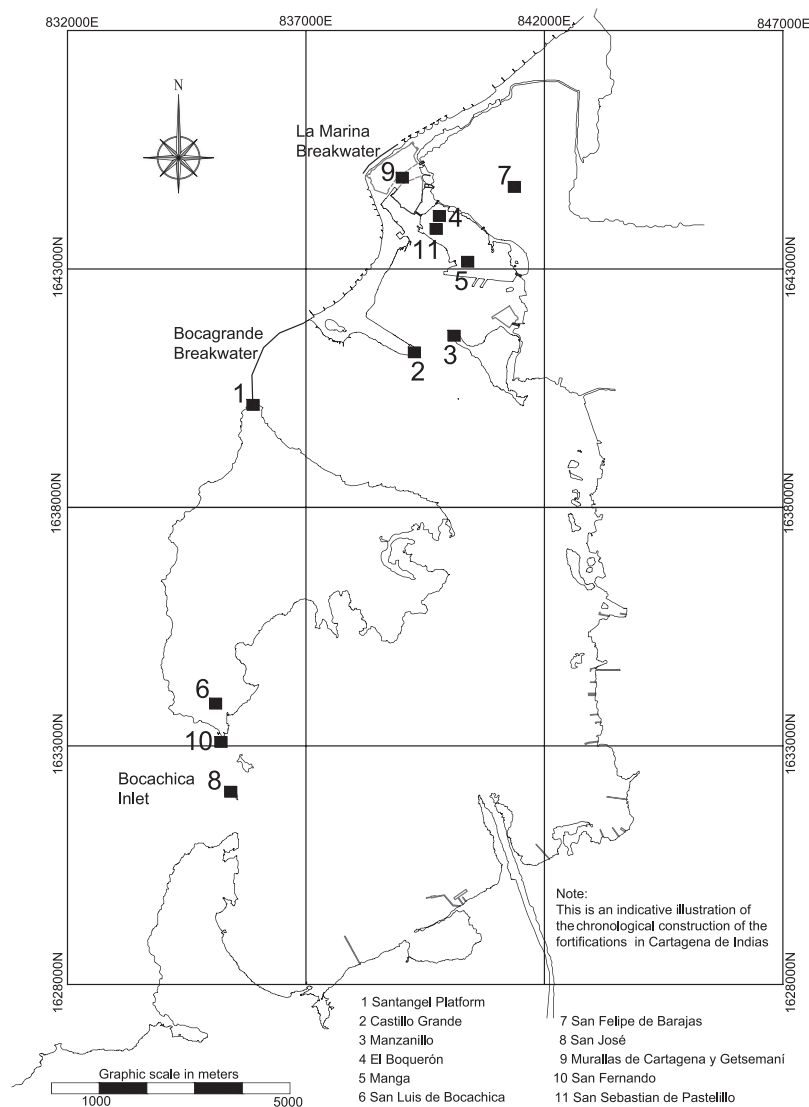 832000E 837000E 842000E 847000E
N
La Marina
Breakwater
9
7
4
11
5
1643000N 1643000N
Bocagrande
Breakwater
3
2
1
1638000N 1638000N
6
10
1633000N 1633000N
Bocachica
Inlet
8
Note:
This is an indicative illustration of
the chronological construction of the
fortifications in Cartagena de Indias
1628000N 1628000N
1 Santangel Platform
2 Castillo Grande
3 Manzanillo
4 El Boquerón
5 Manga
6 San Luis de Bocachica
7 San Felipe de Barajas
8 San José
9 Murallas de Cartagena y Getsemaní
10 San Fernando
11 San Sebastian de Pastelillo
Graphic scale in meters
1000 5000